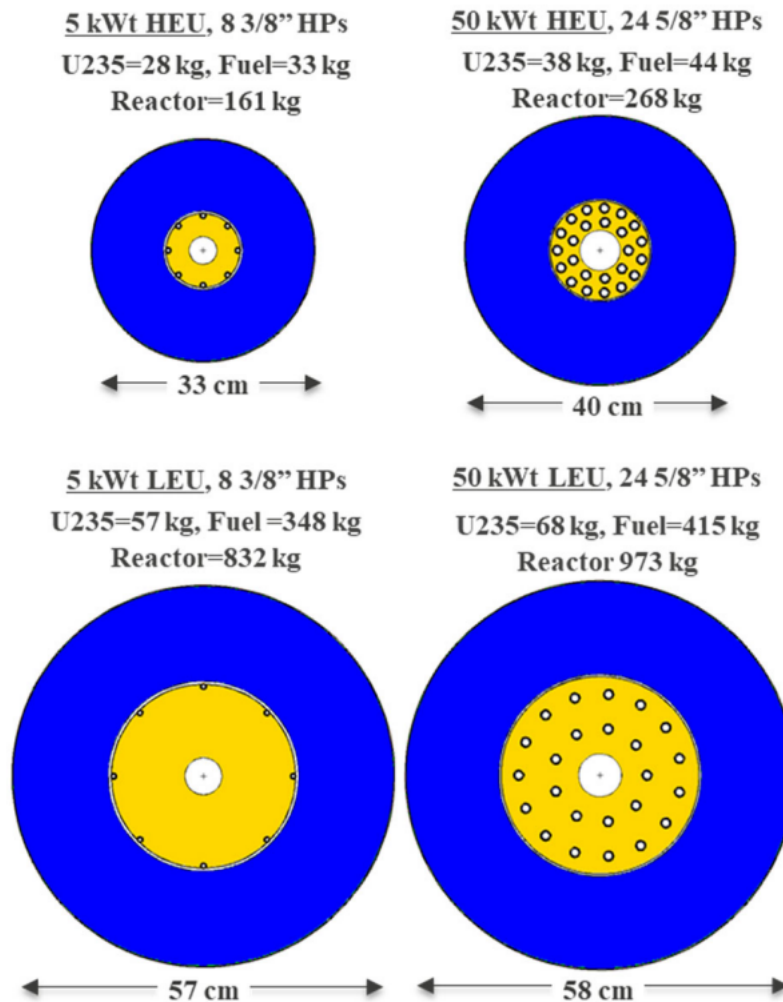 5 kWt HEU, 8 3/8” HPs
U235=28 kg, Fuel=33 kg
Reactor=161 kg
33 cm
50 kWt HEU, 24 5/8” HPs
U235=38 kg, Fuel=44 kg
Reactor=268 kg
40 cm
5 kWt LEU, 8 3/8” HPs
U235=57 kg, Fuel =348 kg
Reactor=832 kg
57 cm
50 kWt LEU, 24 5/8” HPs
U235=68 kg, Fuel=415 kg
Reactor 973 kg
58 cm